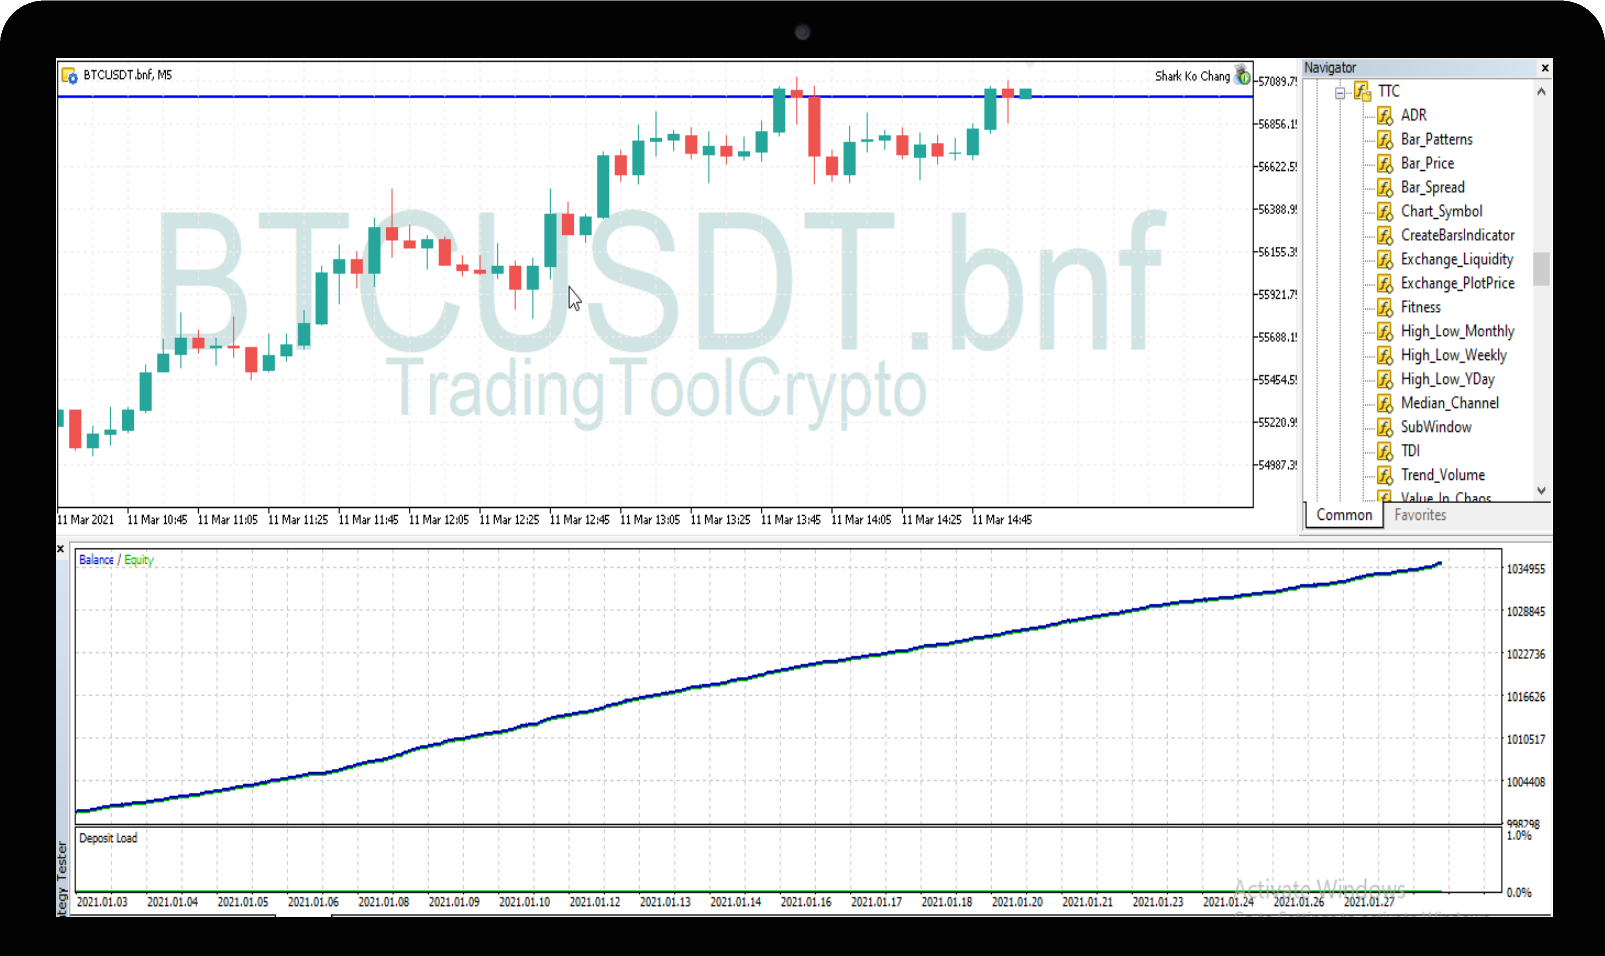 BTCUSDT.bnf, M5
Shark Ko Chang
57089.7
56856.1
56622.5
56388.9
56155.3
55921.7
55688.1
55454.5
55220.9
54987.3
BTCUSDT.bnf
TradingToolCrypto
11 Mar 2021 11 Mar 10:45 11 Mar 11:05 11 Mar 11:25 11 Mar 11:45 11 Mar 12:05 11 Mar 12:25 11 Mar 12:45 11 Mar 13:05 11 Mar 13:25 11 Mar 13:45 11 Mar 14:05 11 Mar 14:25 11 Mar 14:45
Navigator
TTC
ADR
Bar_Patterns
Bar_Price
Bar_Spread
Chart_Symbol
CreateBarsIndicator
Exchange_Liquidity
Exchange_PlotPrice
Fitness
High_Low_Monthly
High_Low_Weekly
High_Low_YDay
Median_Channel
SubWindow
TDI
Trend_Volume
Value_In_Chaos
Common Favorites
Balance / Equity
1034955
1028845
1022736
1016626
1010517
1004408
998298
Deposit Load
1.0%
0.0%
2021.01.03 2021.01.04 2021.01.05 2021.01.06 2021.01.08 2021.01.09 2021.01.10 2021.01.12 2021.01.13 2021.01.14 2021.01.16 2021.01.17 2021.01.18 2021.01.20 2021.01.21 2021.01.23 2021.01.24 2021.01.26 2021.01.27
tegy Tester
Activate Windows